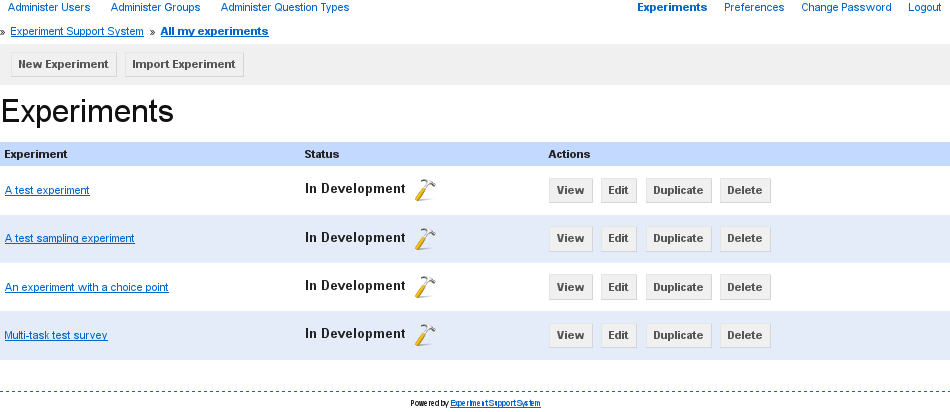 Administer Users Administer Groups Administer Question Types Experiments Preferences Change Password Logout
» Experiment Support System » All my experiments
New Experiment Import Experiment
Experiments
Experiment Status Actions
A test experiment In Development View Edit Duplicate Delete
A test sampling experiment In Development View Edit Duplicate Delete
An experiment with a choice point In Development View Edit Duplicate Delete
Multi-task test survey In Development View Edit Duplicate Delete
Powered by Experiment Support System